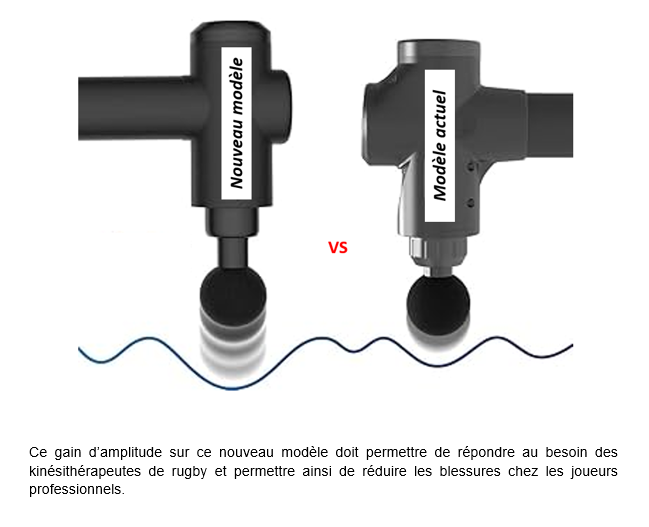 Nouveau modèle
Modèle actuel
VS
Ce gain d’amplitude sur ce nouveau modèle doit permettre de répondre au besoin des
kinésithérapeutes de rugby et permettre ainsi de réduire les blessures chez les joueurs
professionnels.